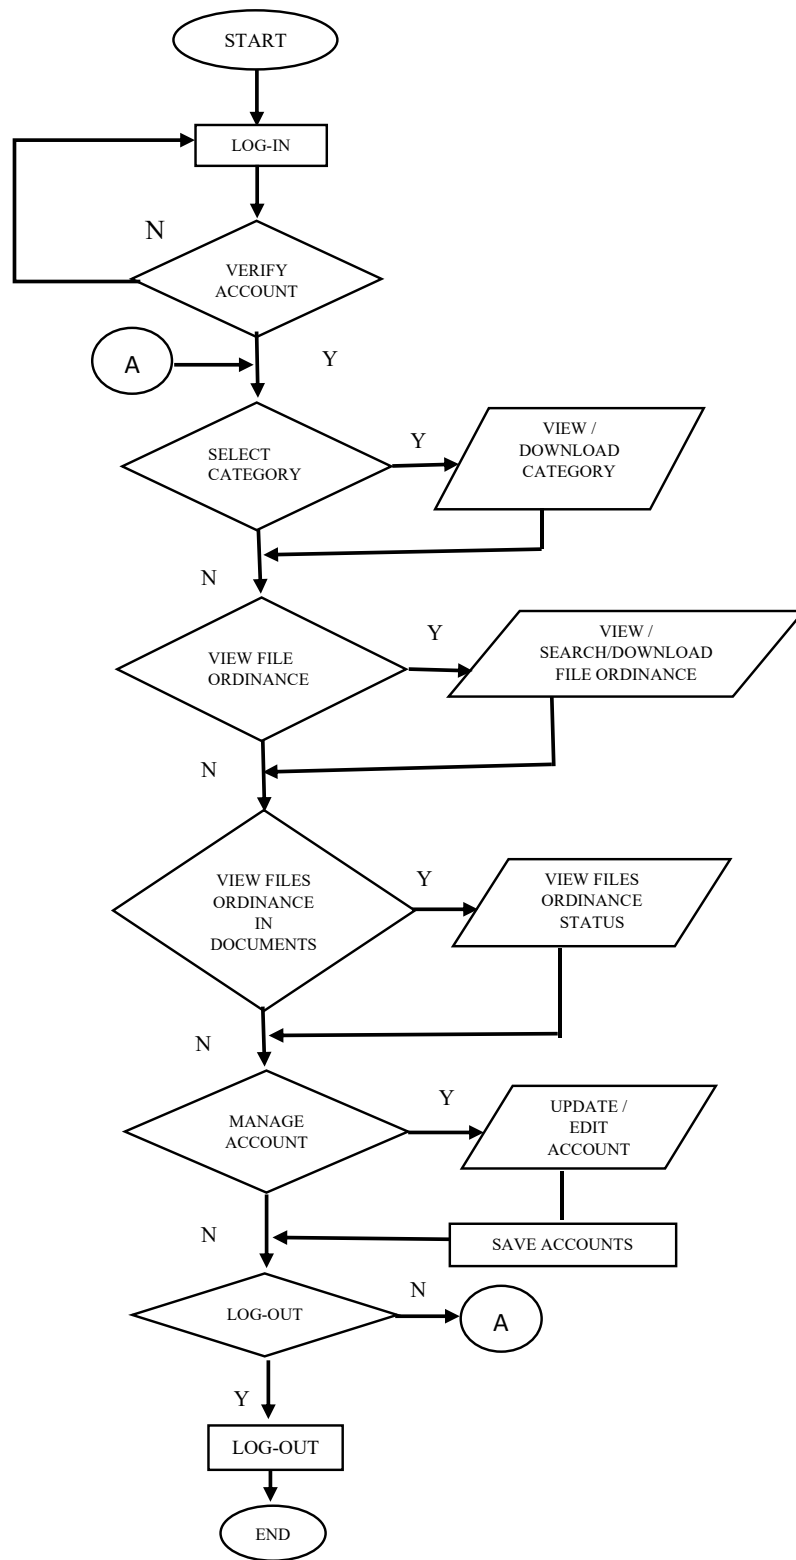 START
LOG-IN
N
VERIFY
ACCOUNT
A
Y
SELECT
CATEGORY
Y
VIEW /
DOWNLOAD
CATEGORY
N
VIEW FILE
ORDINANCE
Y
VIEW /
SEARCH/DOWNLOAD
FILE ORDINANCE
N
VIEW FILES
ORDINANCE
IN
DOCUMENTS
Y
VIEW FILES
ORDINANCE
STATUS
N
MANAGE
ACCOUNT
Y
UPDATE /
EDIT
ACCOUNT
N
SAVE ACCOUNTS
LOG-OUT
N
A
Y
LOG-OUT
END